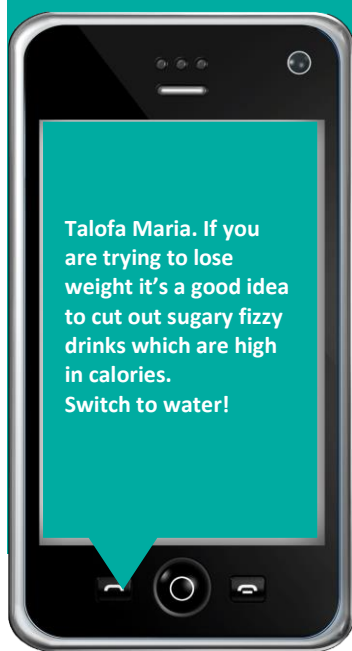 Talofa Maria. If you
are trying to lose
weight it’s a good idea
to cut out sugary fizzy
drinks which are high
in calories.
Switch to water!